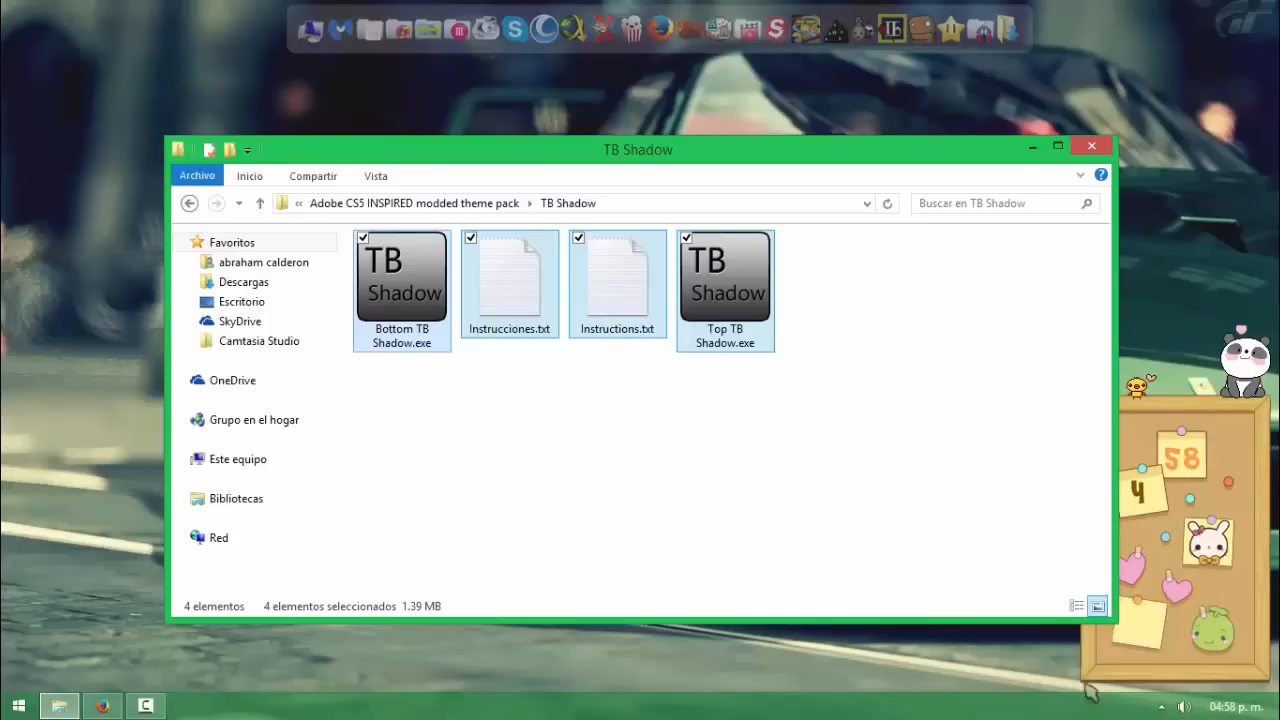 TB Shadow
Archivo
Inicio
Compartir
Vista
Adobe CS5 INSPIRED modded theme pack
TB Shadow
Buscar en TB Shadow
Favoritos
abraham calderon
Descargas
Escritorio
SkyDrive
Camtasia Studio
OneDrive
Grupo en el hogar
Este equipo
Bibliotecas
Red
TB
Shadow
Bottom TB
Shadow.exe
Instrucciones.txt
Instructions.txt
TB
Shadow
Top TB
Shadow.exe
4 elementos
4 elementos seleccionados 1.39 MB
58
4
04:58 p. m.